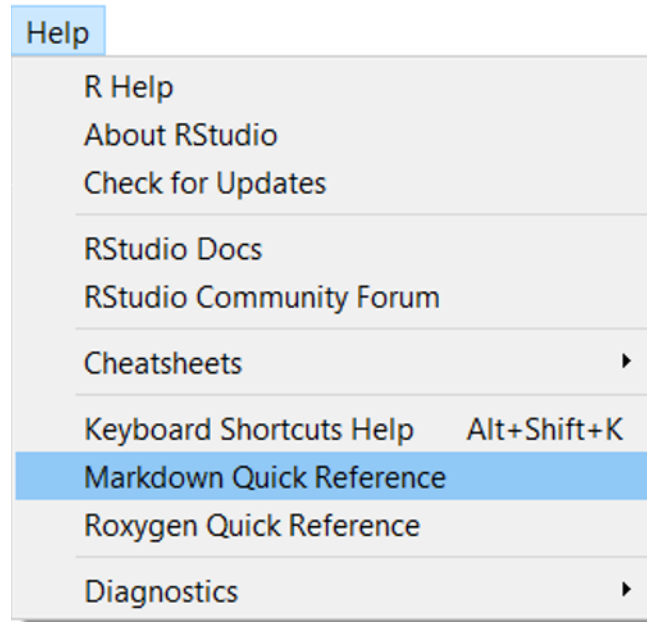 Help
R Help
About RStudio
Check for Updates
RStudio Docs
RStudio Community Forum
Cheatsheets
Keyboard Shortcuts Help Alt+Shift+K
Markdown Quick Reference
Roxygen Quick Reference
Diagnostics